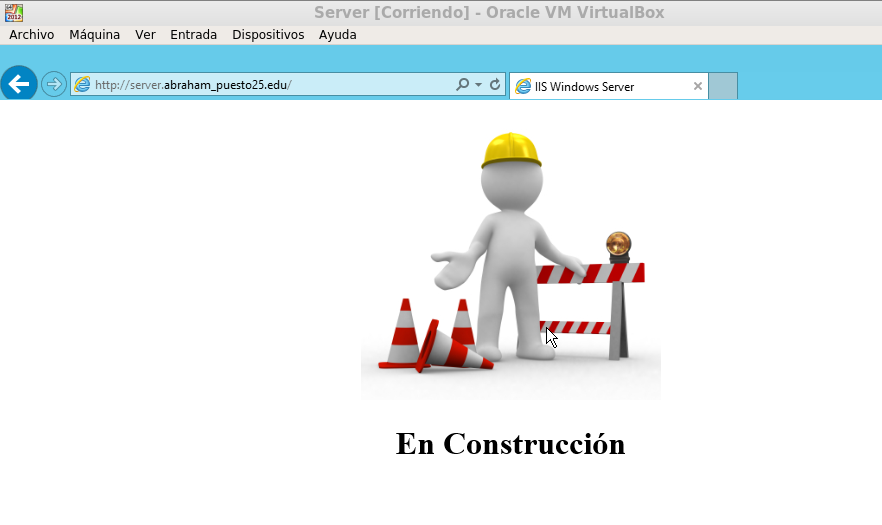 Server [Corriendo] - Oracle VM VirtualBox
Archivo Máquina Ver Entrada Dispositivos Ayuda
http://server.abraham_puesto25.edu/
IIS Windows Server
En Construcción
2012